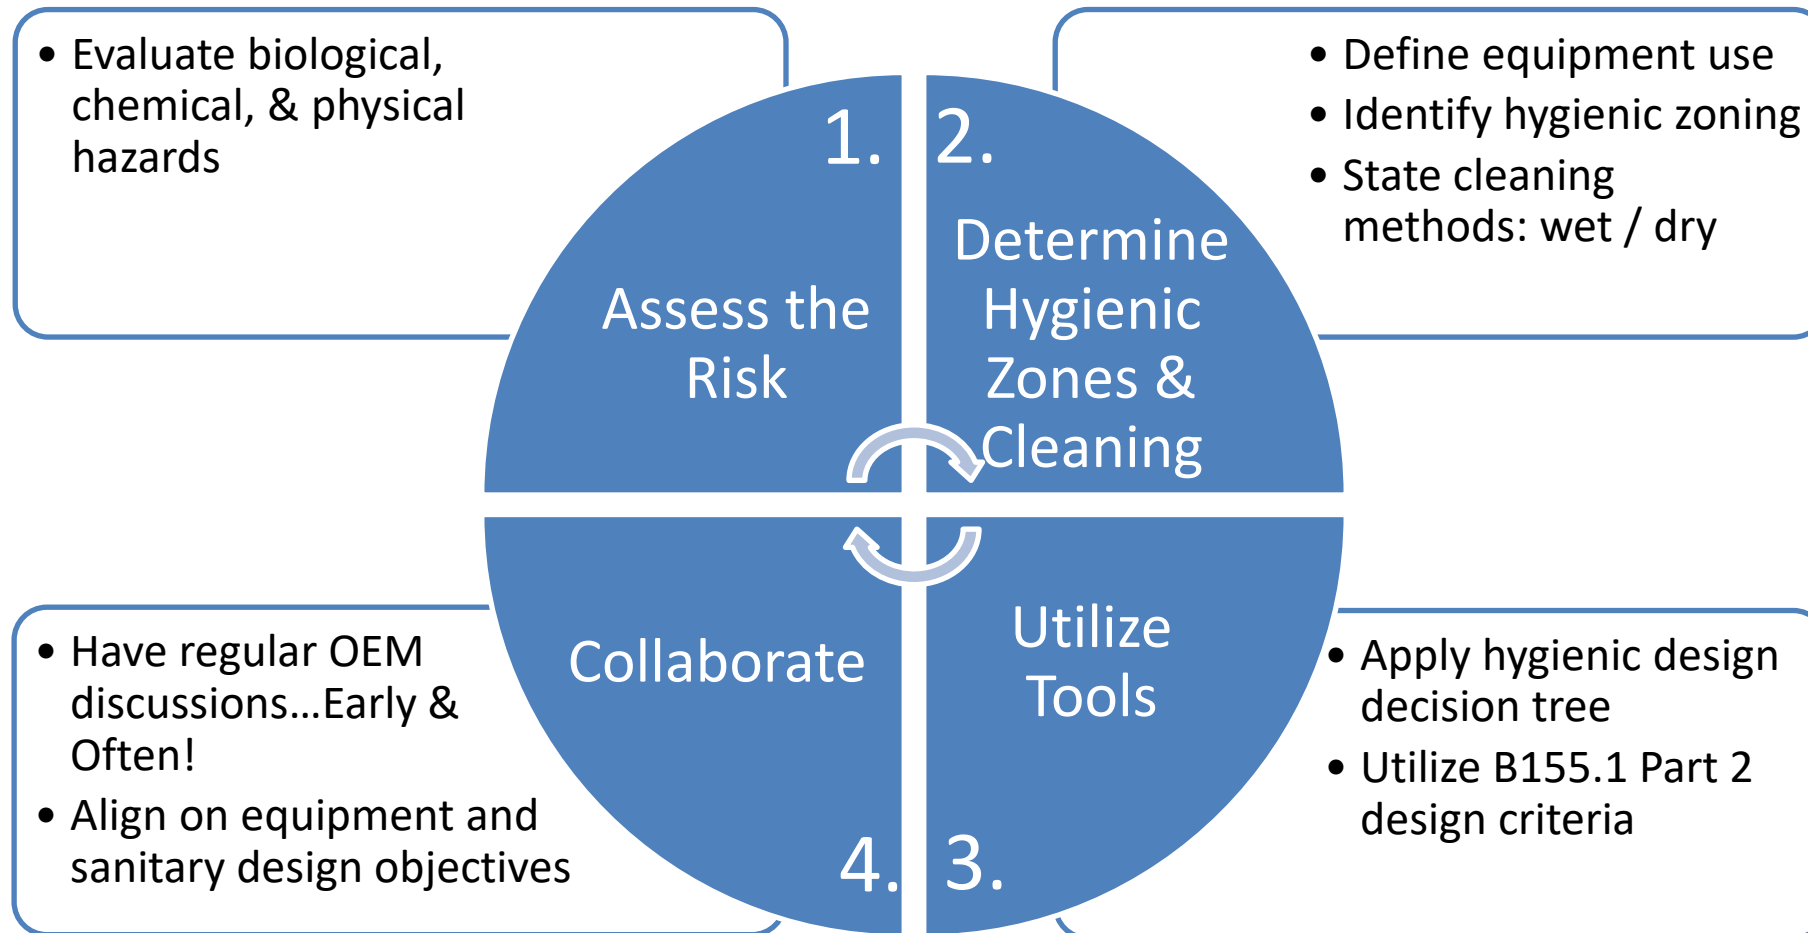 • Evaluate biological,
chemical, & physical
hazards
1.
Assess the
Risk
2.
Determine
Hygienic
Zones &
Cleaning
• Define equipment use
• Identify hygienic zoning
• State cleaning
methods: wet / dry
Utilize
Tools
3.
• Apply hygienic design
decision tree
• Utilize B155.1 Part 2
design criteria
Collaborate
4.
• Have regular OEM
discussions...Early &
Often!
• Align on equipment and
sanitary design objectives